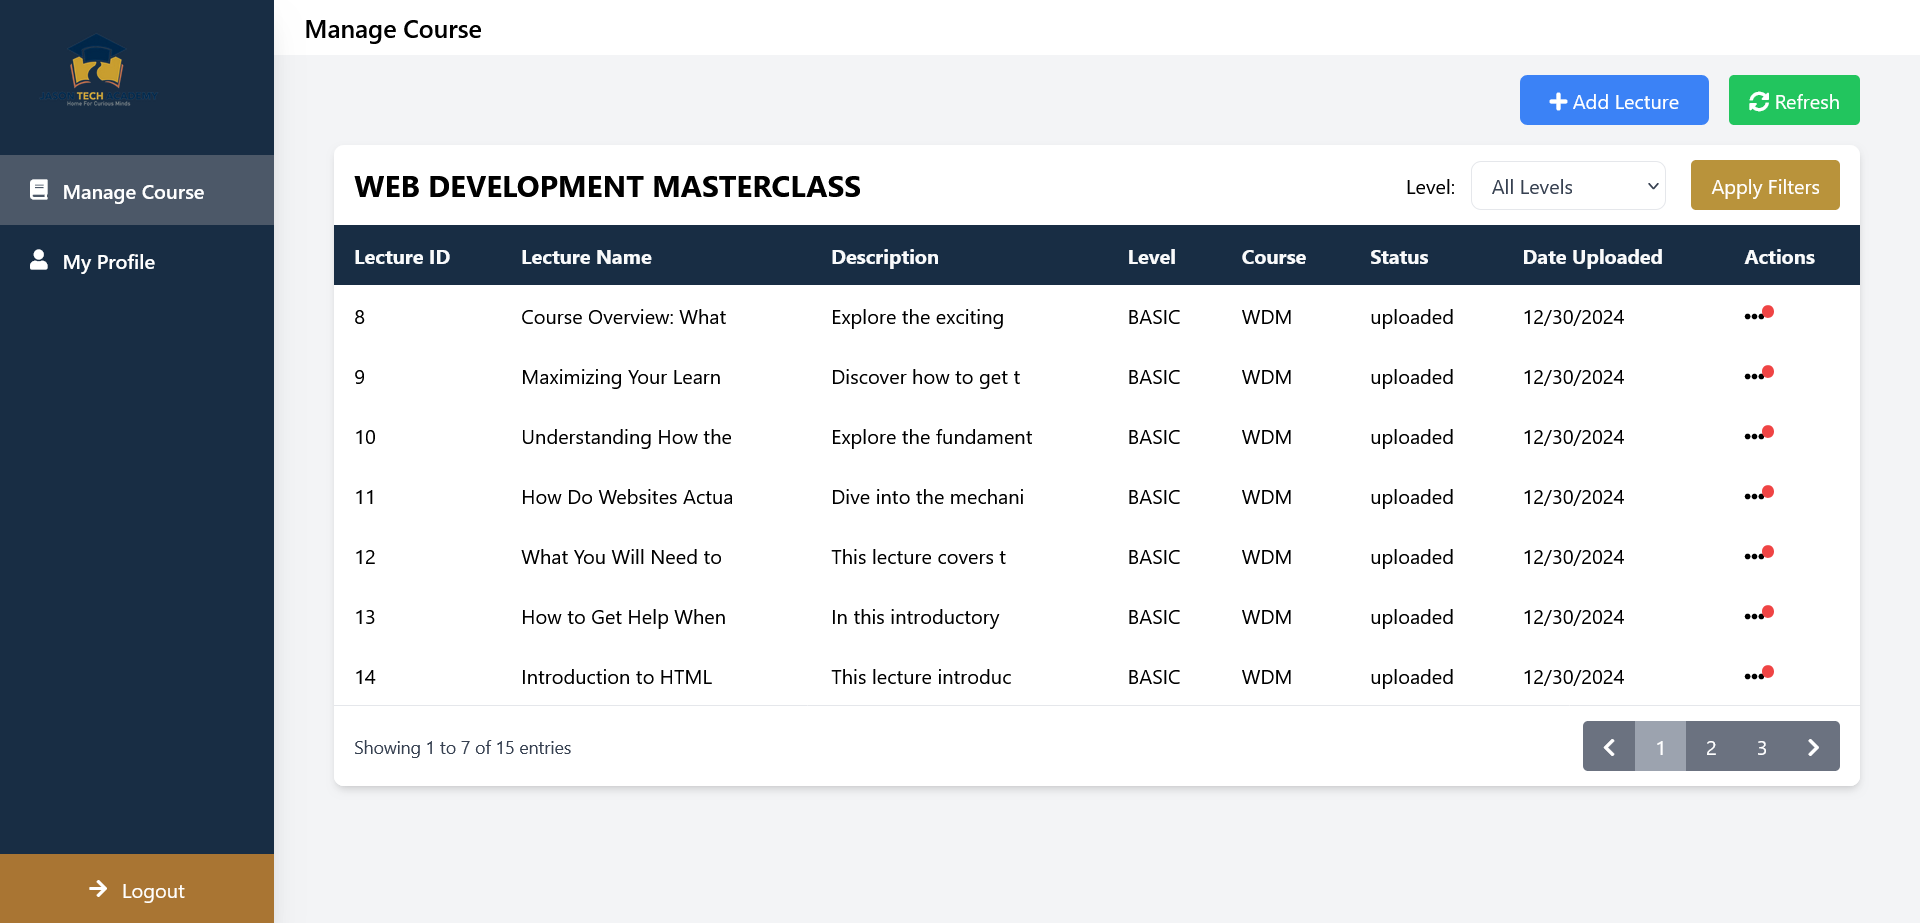 TECH
Home For Curious Minds
Manage Course
My Profile
Logout
Manage Course
Add Lecture Refresh
WEB DEVELOPMENT MASTERCLASS Level: All Levels Apply Filters
Lecture ID Lecture Name Description Level Course Status Date Uploaded Actions
8 Course Overview: What Explore the exciting BASIC WDM uploaded 12/30/2024
9 Maximizing Your Learn Discover how to get t BASIC WDM uploaded 12/30/2024
10 Understanding How the Explore the fundament BASIC WDM uploaded 12/30/2024
11 How Do Websites Actua Dive into the mechani BASIC WDM uploaded 12/30/2024
12 What You Will Need to This lecture covers t BASIC WDM uploaded 12/30/2024
13 How to Get Help When In this introductory BASIC WDM uploaded 12/30/2024
14 Introduction to HTML This lecture introduc BASIC WDM uploaded 12/30/2024
Showing 1 to 7 of 15 entries 1 2 3